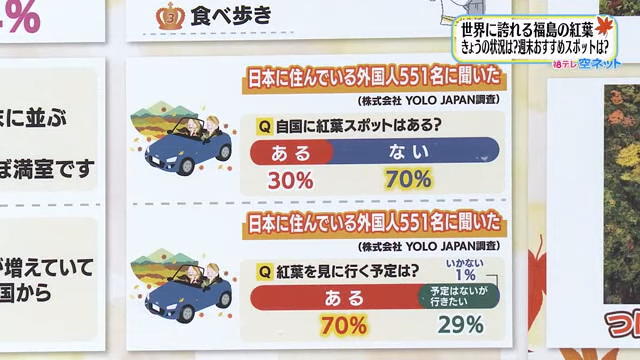 4%
3 食べ歩き
世界に誇れる福島の紅葉
きょうの状況は?週末おすすめスポットは?
福テレ 空ネット
に並ぶ
ぼ満室です
が増えていて
国から
日本に住んでいる外国人551名に聞いた
(株式会社 YOLO JAPAN調査)
Q 自国に紅葉スポットはある?
ある ない
30% 70%
日本に住んでいる外国人551名に聞いた
(株式会社 YOLO JAPAN調査)
Q 紅葉を見に行く予定は?
いかない
1%
ある
予定はないが
行きたい
70% 29%
つ